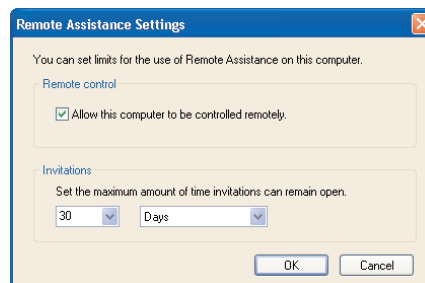 Remote Assistance Settings
You can set limits for the use of Remote Assistance on this computer.
Remote control
Allow this computer to be controlled remotely.
Invitations
Set the maximum amount of time invitations can remain open.
30 Days
OK Cancel